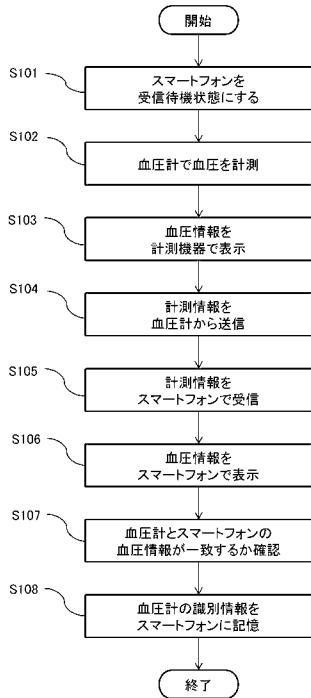 開始
S101
スマートフォンを
受信待機状態にする
S102
血圧計で血圧を計測
S103
血圧情報を
計測機器で表示
S104
計測情報を
血圧計から送信
S105
計測情報を
スマートフォンで受信
S106
血圧情報を
スマートフォンで表示
S107
血圧計とスマートフォンの
血圧情報が一致するか確認
S108
血圧計の識別情報を
スマートフォンに記憶
終了